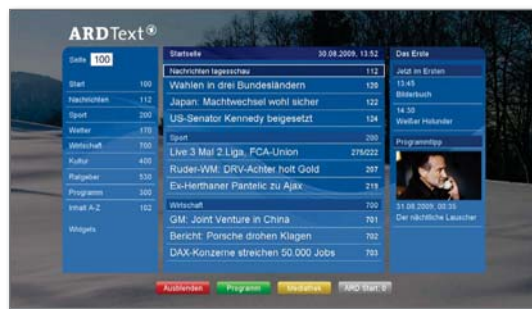 ARDText
Seite 100
Start 100
Nachrichten 112
Sport 200
Wetter 170
Wirtschaft 700
Kultur 400
Ratgeber 530
Programm 300
Inhalt A-Z 102
Widgets
Startseite 30.08.2009, 13:52
Nachrichten tagesschau 112
Wahlen in drei Bundesländern 120
Japan: Machtwechsel wohl sicher 122
US-Senator Kennedy beigesetzt 124
Sport 200
Live 3 Mal 2.Liga, FCA-Union 276/222
Ruder-WM: DRV-Achter holt Gold 207
Ex-Herthaner Pantelic zu Ajax 219
Wirtschaft 700
GM: Joint Venture in China 701
Bericht: Porsche drohen Klagen 702
DAX-Konzerne streichen 50.000 Jobs 703
Das Erste
Jetzt im Ersten
13:45
Bilderbuch
14:30
Weißer Holunder
Programmtipp
31.08.2009, 00:35
Der nächtliche Lauscher
Ausblenden
Programm
Mediathek
ARD Start: 0